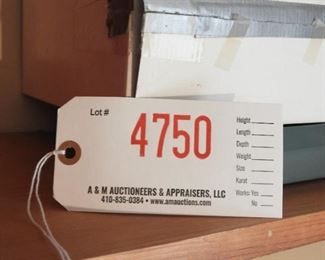 Lot #
4750
A & M AUCTIONEERS & APPRAISERS, LLC
410-835-0384 • www.amauctions.com
Height
Length
Depth
Weight
Size
Karat
Works: Yes
No